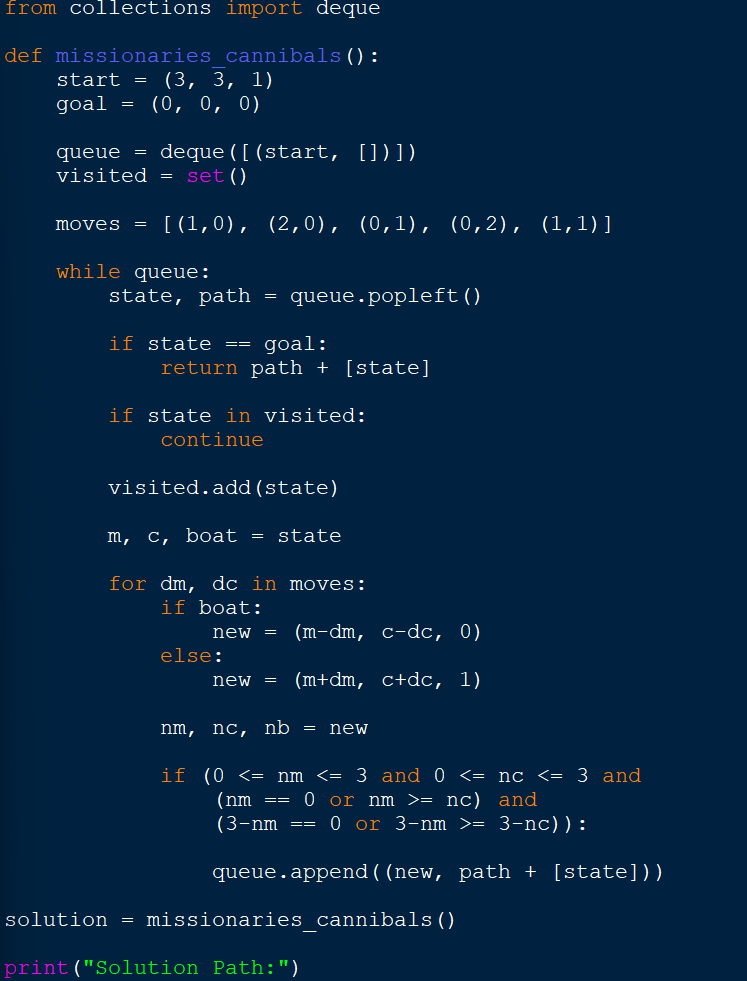 from collections import deque
def missionaries_cannibals():
    start = (3, 3, 1)
    goal = (0, 0, 0)
    queue = deque([(start, [])])
    visited = set()
    moves = [(1,0), (2,0), (0,1), (0,2), (1,1)]
    while queue:
        state, path = queue.popleft()
        if state == goal:
            return path + [state]
        if state in visited:
            continue
        visited.add(state)
        m, c, boat = state
        for dm, dc in moves:
            if boat:
                new = (m-dm, c-dc, 0)
            else:
                new = (m+dm, c+dc, 1)
            nm, nc, nb = new
            if (0 <= nm <= 3 and 0 <= nc <= 3 and
                (nm == 0 or nm >= nc) and
                (3-nm == 0 or 3-nm >= 3-nc)):
                queue.append((new, path + [state]))
solution = missionaries_cannibals()
print("Solution Path:")